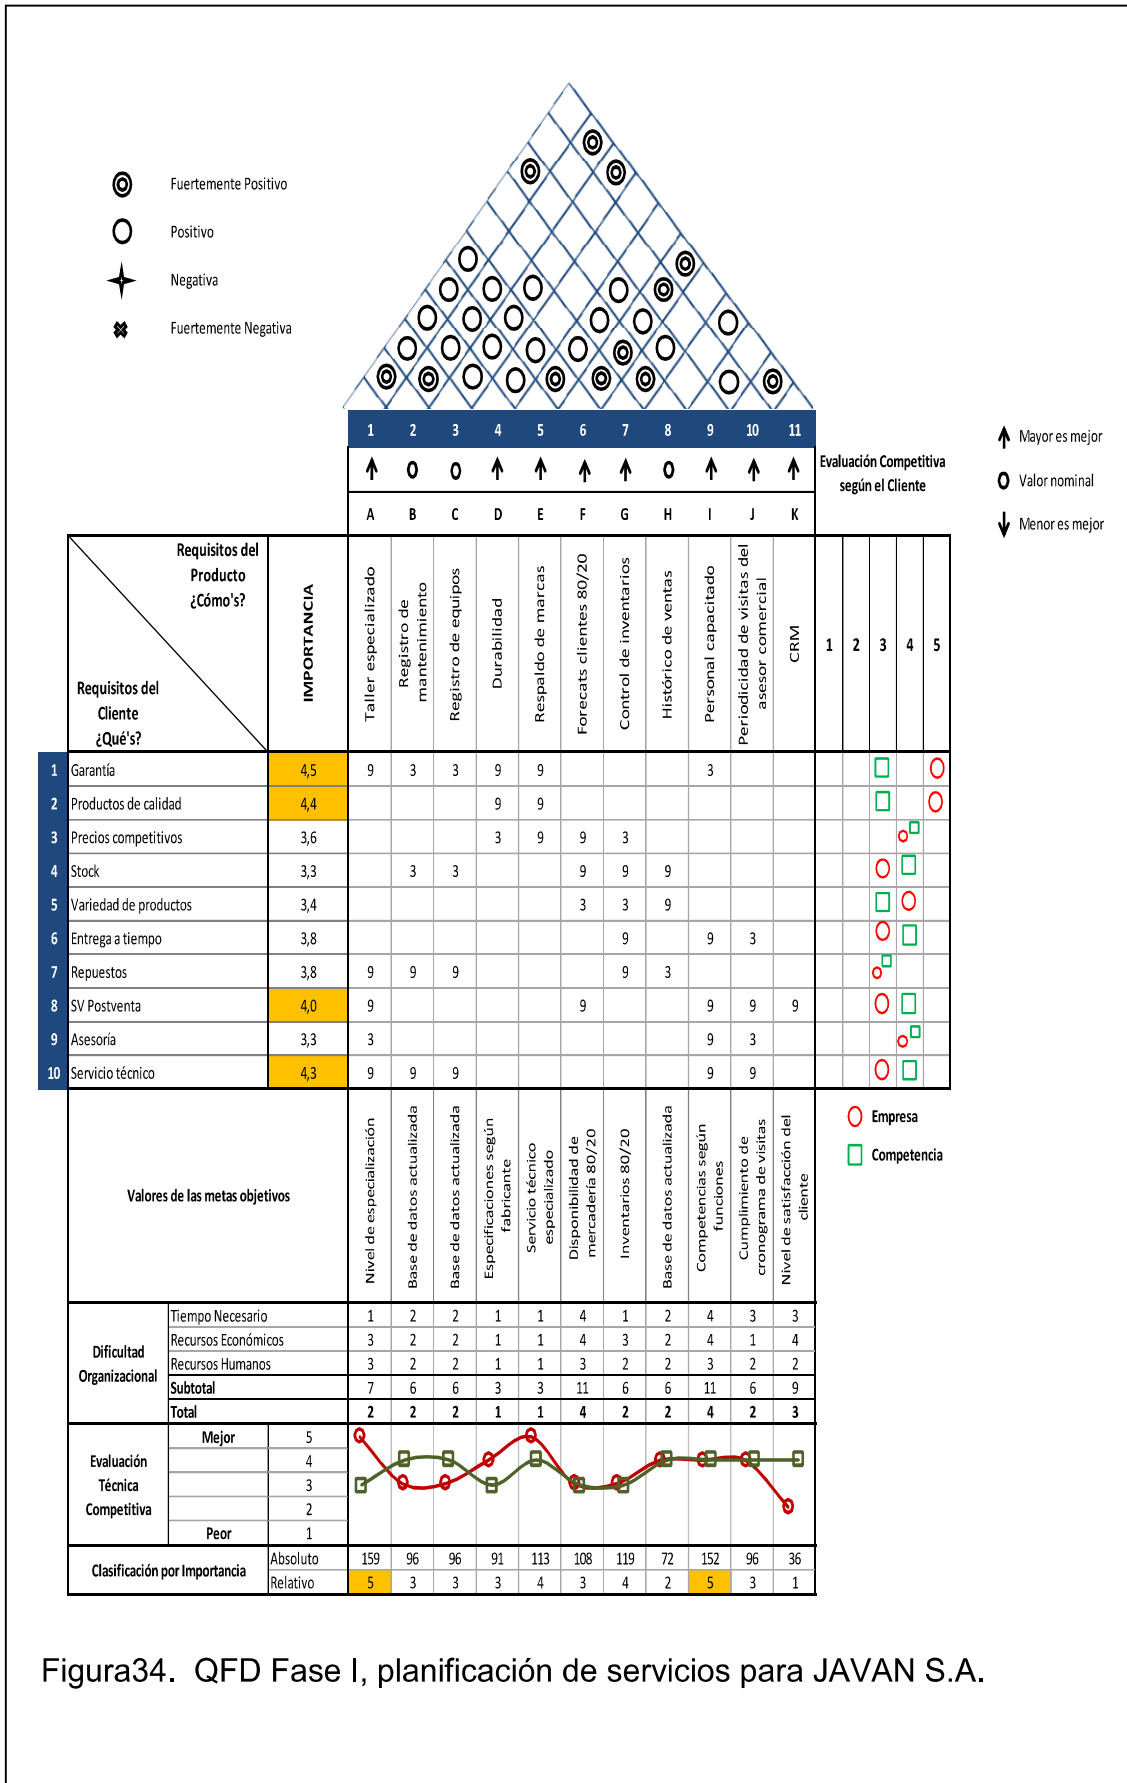 Fuertemente Positivo
Positivo
Negativa
Fuertemente Negativa
1 2 3 4 5 6 7 8 9 10 11
Mayor es mejor
Valor nominal
Menor es mejor
Evaluación Competitiva
según el Cliente
A B C D E F G H I J K
Requisitos del
Producto
¿Cómo's?
Requisitos del
Cliente
¿Qué's?
IMPORTANCIA
Taller especializado
Registro de
mantenimiento
Registro de equipos
Durabilidad
Respaldo de marcas
Forecats clientes 80/20
Control de inventarios
Histórico de ventas
Personal capacitado
Periodicidad de visitas del
asesor comercial
CRM
1 2 3 4 5
1 Garantía 4,5 9 3 3 9 9 3
2 Productos de calidad 4,4 9 9
3 Precios competitivos 3,6 3 9 9 3
4 Stock 3,3 3 3 9 9 9
5 Variedad de productos 3,4 3 3 9
6 Entrega a tiempo 3,8 9 9 3
7 Repuestos 3,8 9 9 9 9 3
8 SV Postventa 4,0 9 9 9 9 9
9 Asesoría 3,3 3 9 3
10 Servicio técnico 4,3 9 9 9 9 9
Empresa
Competencia
Valores de las metas objetivos
Nivel de especialización
Base de datos actualizada
Base de datos actualizada
Especificaciones según
fabricante
Servicio técnico
especializado
Disponibilidad de
mercadería 80/20
Inventarios 80/20
Base de datos actualizada
Competencias según
funciones
Cumplimiento de
cronograma de visitas
Nivel de satisfacción del
cliente
Dificultad
Organizacional
Tiempo Necesario 1 2 2 1 1 4 1 2 4 3 3
Recursos Económicos 3 2 2 1 1 4 3 2 4 1 4
Recursos Humanos 3 2 2 1 1 3 2 2 3 2 2
Subtotal 7 6 6 3 3 11 6 6 11 6 9
Total 2 2 2 1 1 4 2 2 4 2 3
Evaluación
Técnica
Competitiva
Mejor 5
4
3
2
Peor 1
Clasificación por Importancia
Absoluto 159 96 96 91 113 108 119 72 152 96 36
Relativo 5 3 3 3 4 3 4 2 5 3 1
Figura34. QFD Fase I, planificación de servicios para JAVAN S.A.